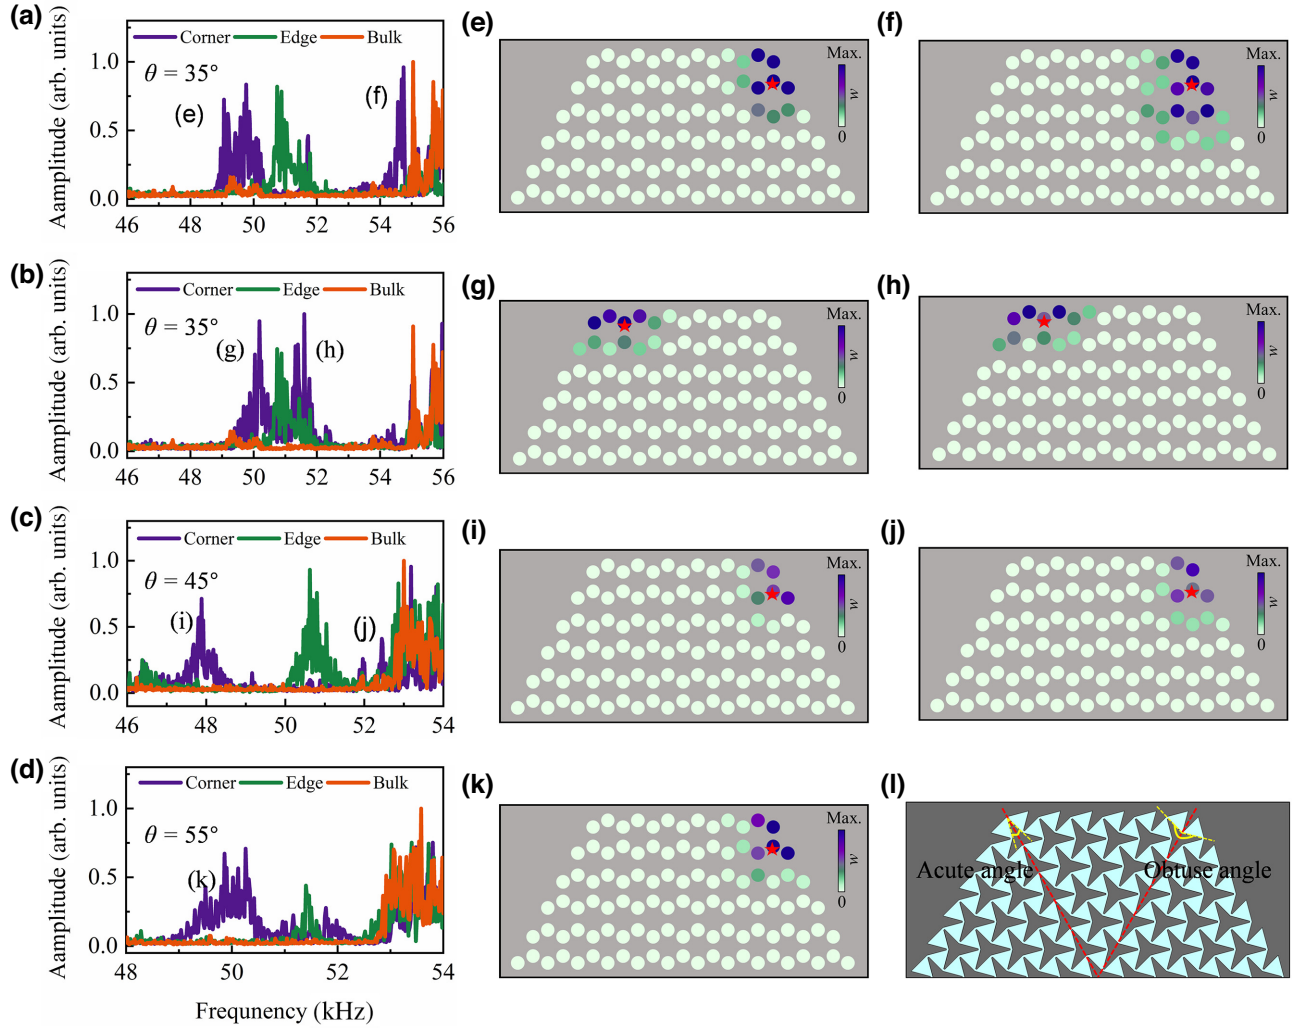 (a)
Aamplitude (arb. units)
Corner Edge Bulk
θ = 35°
(e)
(f)
1.0
0.5
0.0
46 48 50 52 54 56
(e)
Max.
w
0
(f)
Max.
w
0
(b)
Aamplitude (arb. units)
Corner Edge Bulk
θ = 35°
(g)
(h)
1.0
0.5
0.0
46 48 50 52 54 56
(g)
Max.
w
0
(h)
Max.
w
0
(c)
Aamplitude (arb. units)
Corner Edge Bulk
θ = 45°
(i)
(j)
1.0
0.5
0.0
46 48 50 52 54
(i)
Max.
w
0
(j)
Max.
w
0
(d)
Aamplitude (arb. units)
Corner Edge Bulk
θ = 55°
(k)
1.0
0.5
0.0
48 50 52 54
Frequnency (kHz)
(k)
Max.
w
0
(l)
Acute angle
Obtuse angle